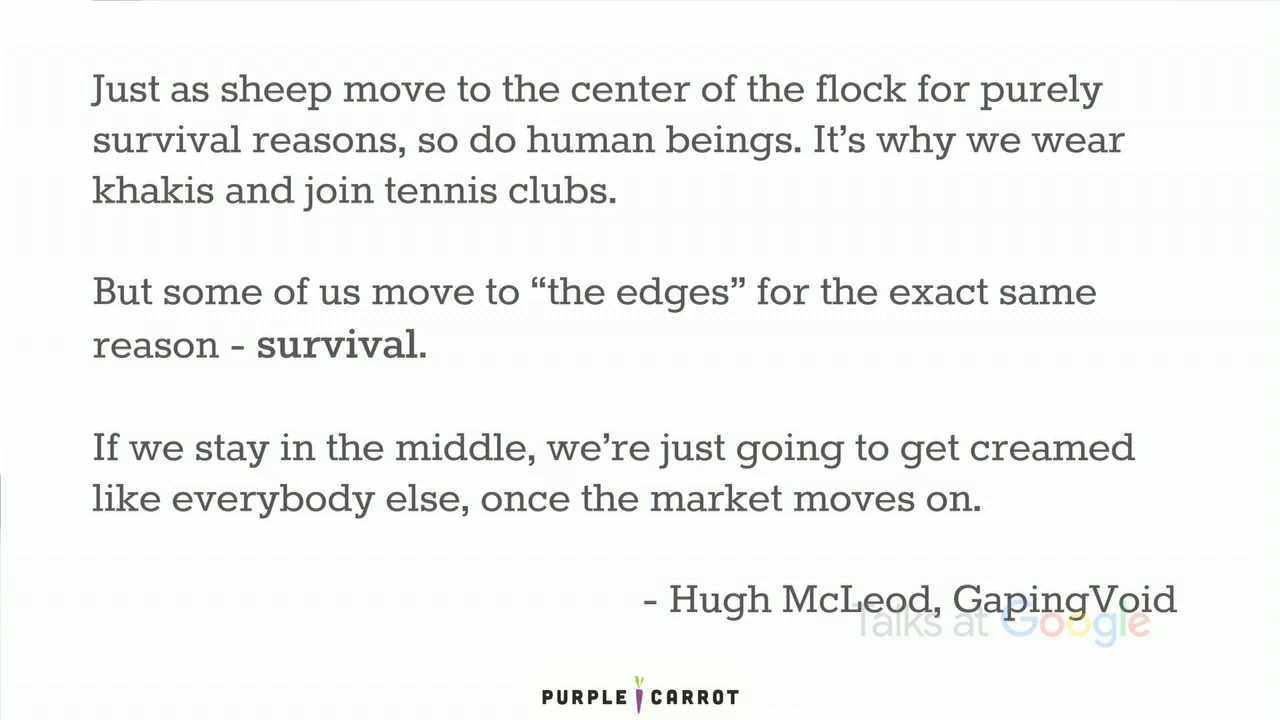 Just as sheep move to the center of the flock for purely
survival reasons, so do human beings. It’s why we wear
khakis and join tennis clubs.
But some of us move to “the edges” for the exact same
reason - survival.
If we stay in the middle, we’re just going to get creamed
like everybody else, once the market moves on.
- Hugh McLeod, GapingVoid
Talks at Google
PURPLE CARROT